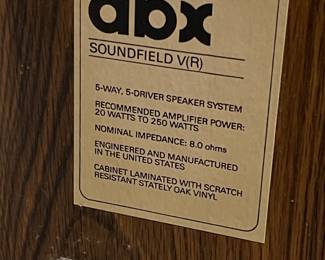 dbx
SOUNDFIELD V(R)
5-WAY, 5-DRIVER SPEAKER SYSTEM
RECOMMENDED AMPLIFIER POWER:
20 WATTS TO 250 WATTS
NOMINAL IMPEDANCE: 8.0 ohms
ENGINEERED AND MANUFACTURED
IN THE UNITED STATES
CABINET LAMINATED WITH SCRATCH
RESISTANT STATELY OAK VINYL